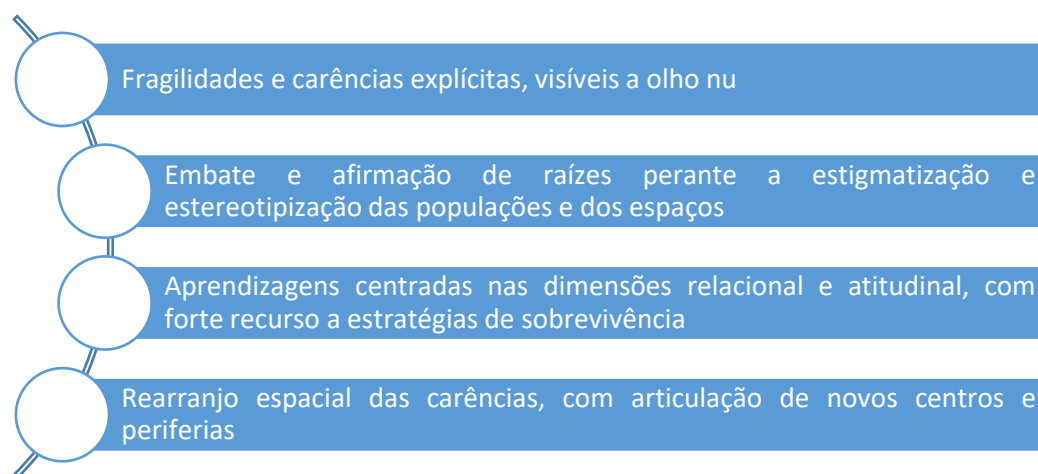 Fragilidades e carências explícitas, visíveis a olho nu
Embate e afirmação de raízes perante a estigmatização e
estereotipização das populações e dos espaços
Aprendizagens centradas nas dimensões relacional e atitudinal, com
forte recurso a estratégias de sobrevivência
Rearranjo espacial das carências, com articulação de novos centros e
periferias